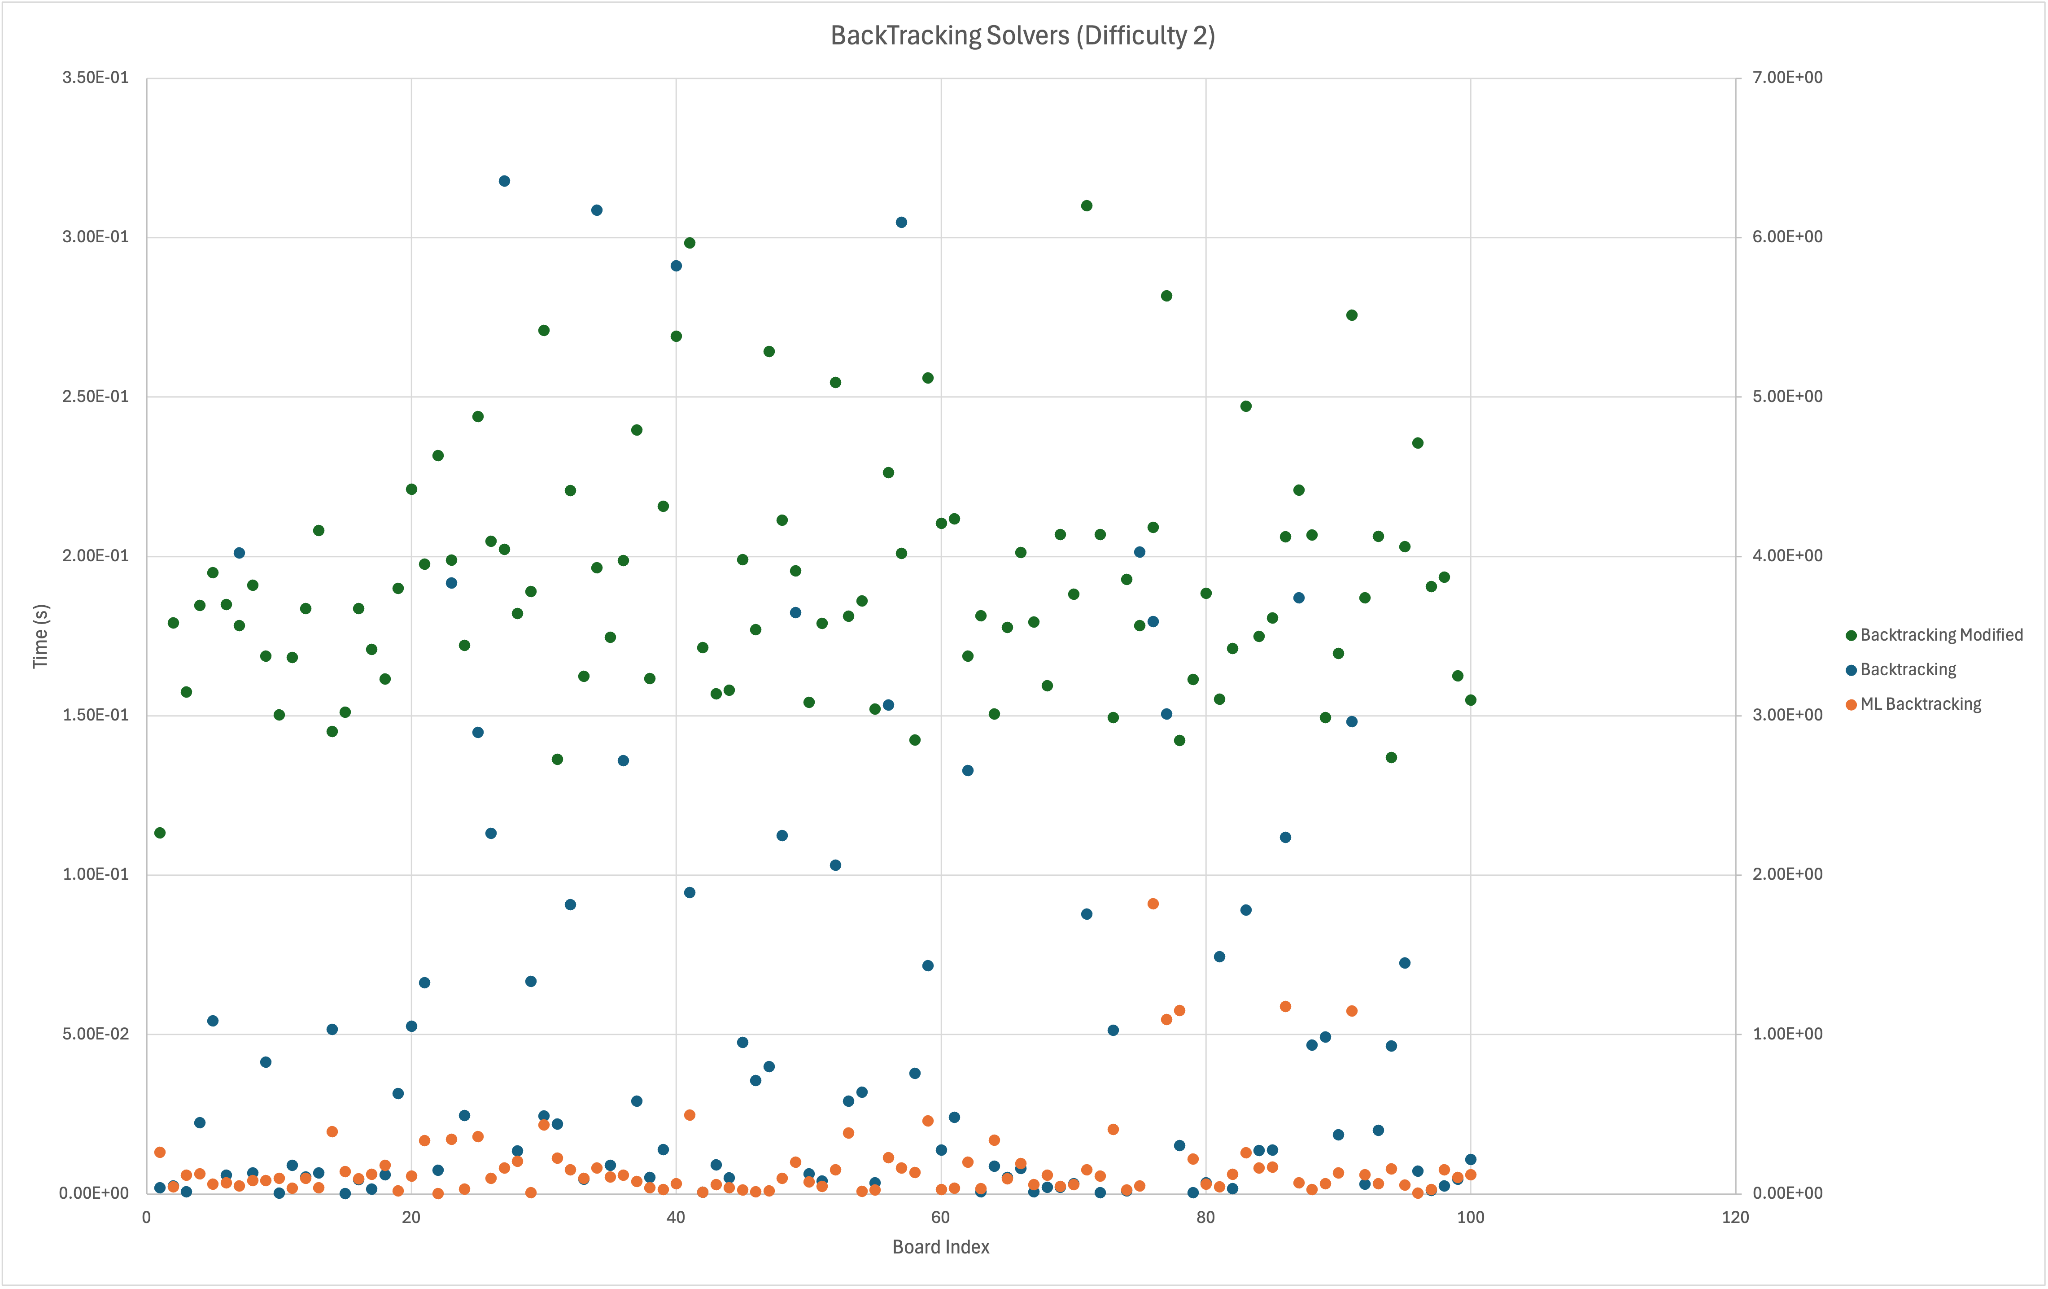 BackTracking Solvers (Difficulty 2)
3.50E-01
3.00E-01
2.50E-01
2.00E-01
1.50E-01
1.00E-01
5.00E-02
0.00E+00
Time (s)
7.00E+00
6.00E+00
5.00E+00
4.00E+00
3.00E+00
2.00E+00
1.00E+00
0.00E+00
0 20 40 60 80 100 120
Board Index
Backtracking Modified
Backtracking
ML Backtracking